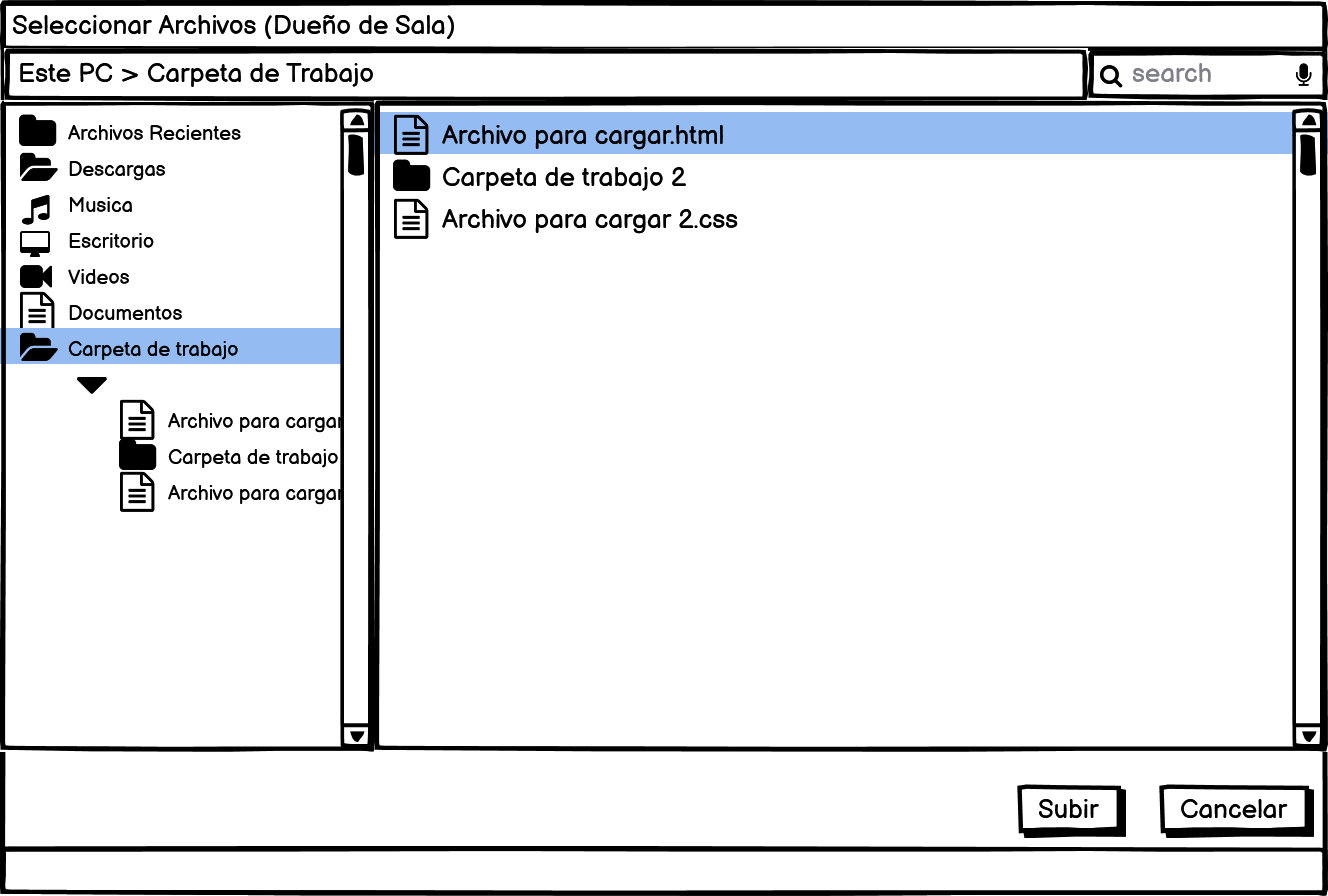 Seleccionar Archivos (Dueño de Sala)
Este PC > Carpeta de Trabajo
search
Archivos Recientes
Descargas
Musica
Escritorio
Videos
Documentos
Carpeta de trabajo
Archivo para cargar
Carpeta de trabajo
Archivo para cargar
Archivo para cargar.html
Carpeta de trabajo 2
Archivo para cargar 2.css
Subir
Cancelar